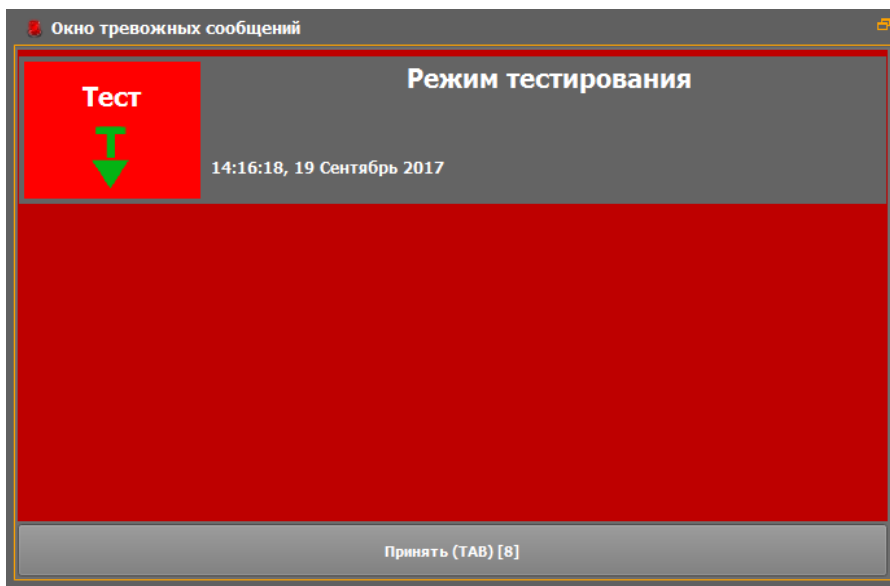 Окно тревожных сообщений
Режим тестирования
Тест
14:16:18, 19 Сентябрь 2017
Принять (TAB) [8]